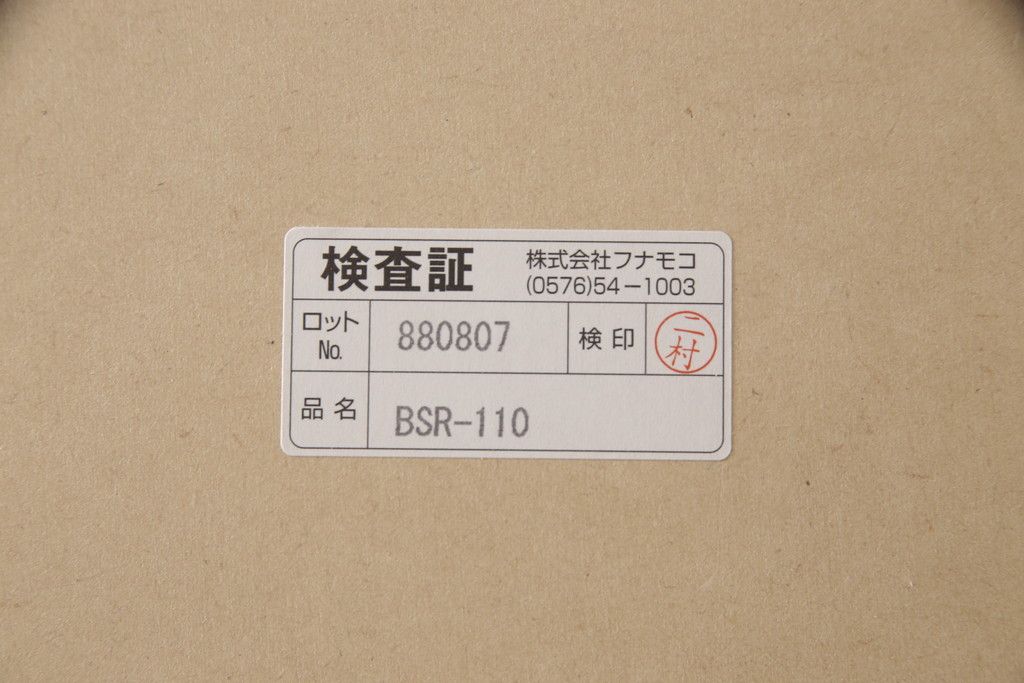 検査証
株式会社フナモコ
(0576)54-1003
ロット
No.
880807
検印
二村
品名
BSR-110